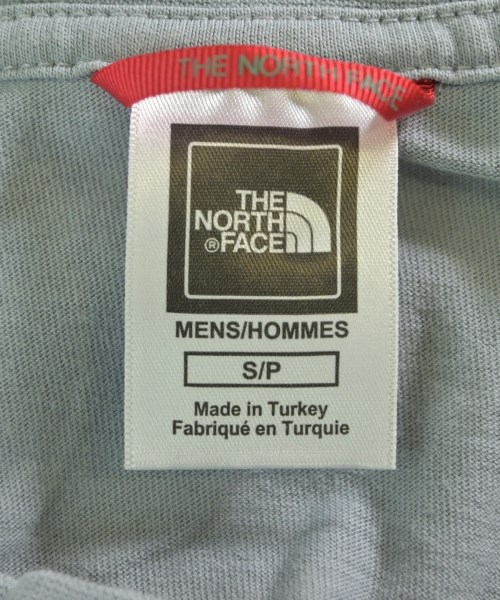 THE NORTH FACE
THE
NORTH
®FACE
MENS/HOMMES
S/P
Made in Turkey
Fabriqué en Turquie